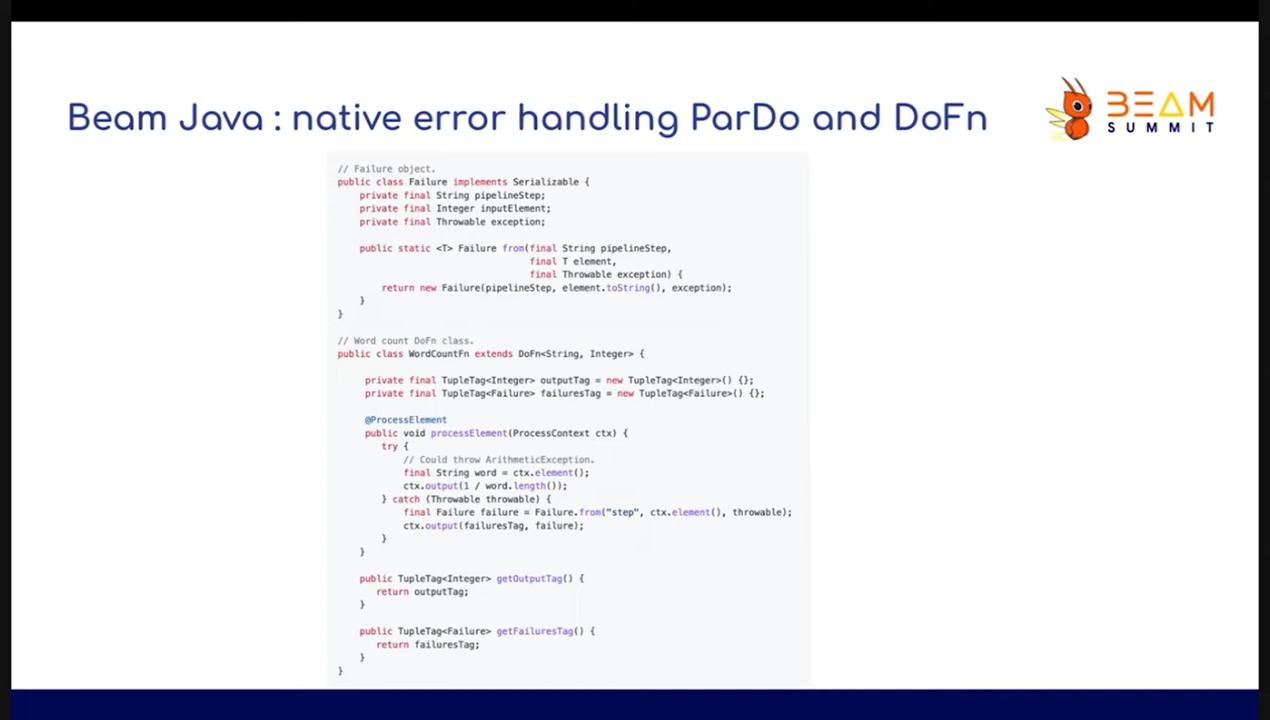 Beam Java : native error handling ParDo and DoFn
BEAM
SUMMIT
// Failure object.
public class Failure implements Serializable {
    private final String pipelineStep;
    private final Integer inputElement;
    private final Throwable exception;

    public static <T> Failure from(final String pipelineStep,
                                   final T element,
                                   final Throwable exception) {
        return new Failure(pipelineStep, element.toString(), exception);
    }
}

// Word count DoFn class.
public class WordCountFn extends DoFn<String, Integer> {

    private final TupleTag<Integer> outputTag = new TupleTag<Integer>() {};
    private final TupleTag<Failure> failuresTag = new TupleTag<Failure>() {};

    @ProcessElement
    public void processElement(ProcessContext ctx) {
       try {
           // Could throw ArithmeticException.
           final String word = ctx.element();
           ctx.output(1 / word.length());
       } catch (Throwable throwable) {
           final Failure failure = Failure.from("step", ctx.element(), throwable);
           ctx.output(failuresTag, failure);
       }
    }

    public TupleTag<Integer> getOutputTag() {
       return outputTag;
    }

    public TupleTag<Failure> getFailuresTag() {
       return failuresTag;
    }
}